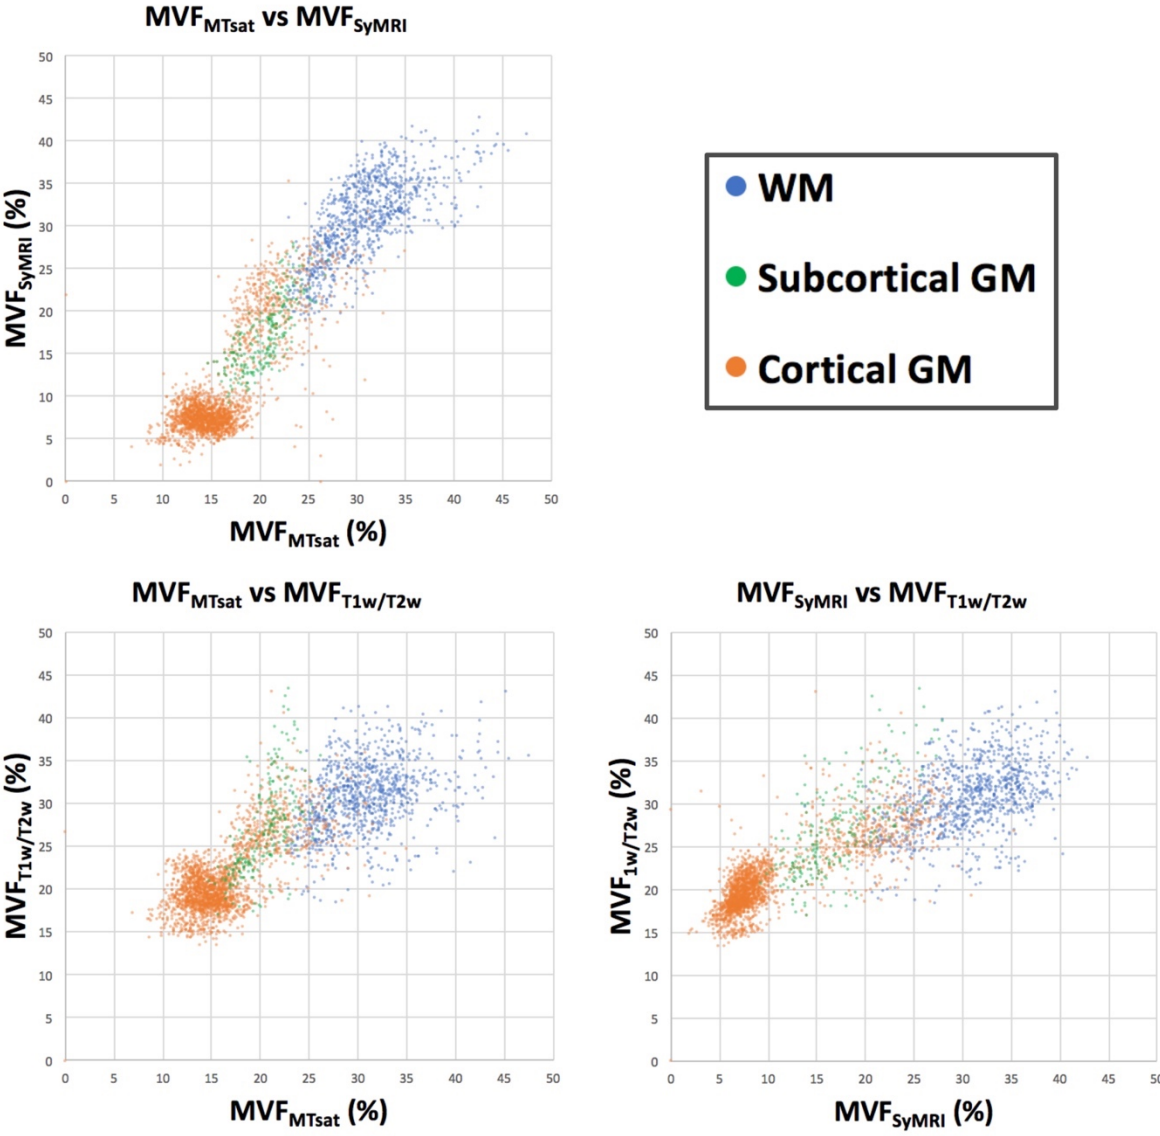 MVFMTsat vs MVFSyMRI
50
45
40
35
30
25
20
15
10
5
0
MVFSyMRI (%)
0 5 10 15 20 25 30 35 40 45 50
MVFMTsat (%)
WM
Subcortical GM
Cortical GM
MVFMTsat vs MVFT1w/T2w
50
45
40
35
30
25
20
15
10
5
0
MVFT1w/T2w (%)
0 5 10 15 20 25 30 35 40 45 50
MVFMTsat (%)
MVFSyMRI vs MVFT1w/T2w
50
45
40
35
30
25
20
15
10
5
0
MVF1w/T2w (%)
0 5 10 15 20 25 30 35 40 45 50
MVFSyMRI (%)